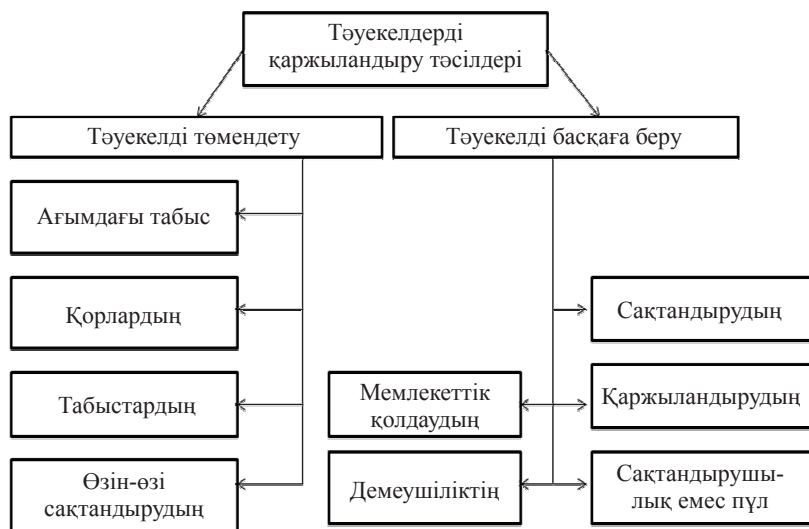 Тәуекелдерді
қаржыландыру тәсілдері
Тәуекелді төмендету
Тәуекелді басқаға беру
Ағымдағы табыс
Қорлардың
Табыстардың
Өзін-өзі
сақтандырудың
Сақтандырудың
Мемлекеттік
қолдаудың
Қаржыландырудың
Демеушіліктің
Сақтандырушы-
лық емес пүл